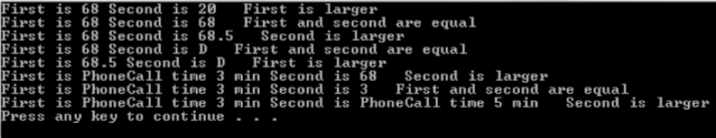 First is 68 Second is 20   First is larger
First is 68 Second is 68   First and second are equal
First is 68 Second is 68.5   Second is larger
First is 68 Second is D   First and second are equal
First is 68.5 Second is D   First is larger
First is PhoneCall time 3 min Second is 68   Second is larger
First is PhoneCall time 3 min Second is 3   First and second are equal
First is PhoneCall time 3 min Second is PhoneCall time 5 min   Second is larger
Press any key to continue . . .